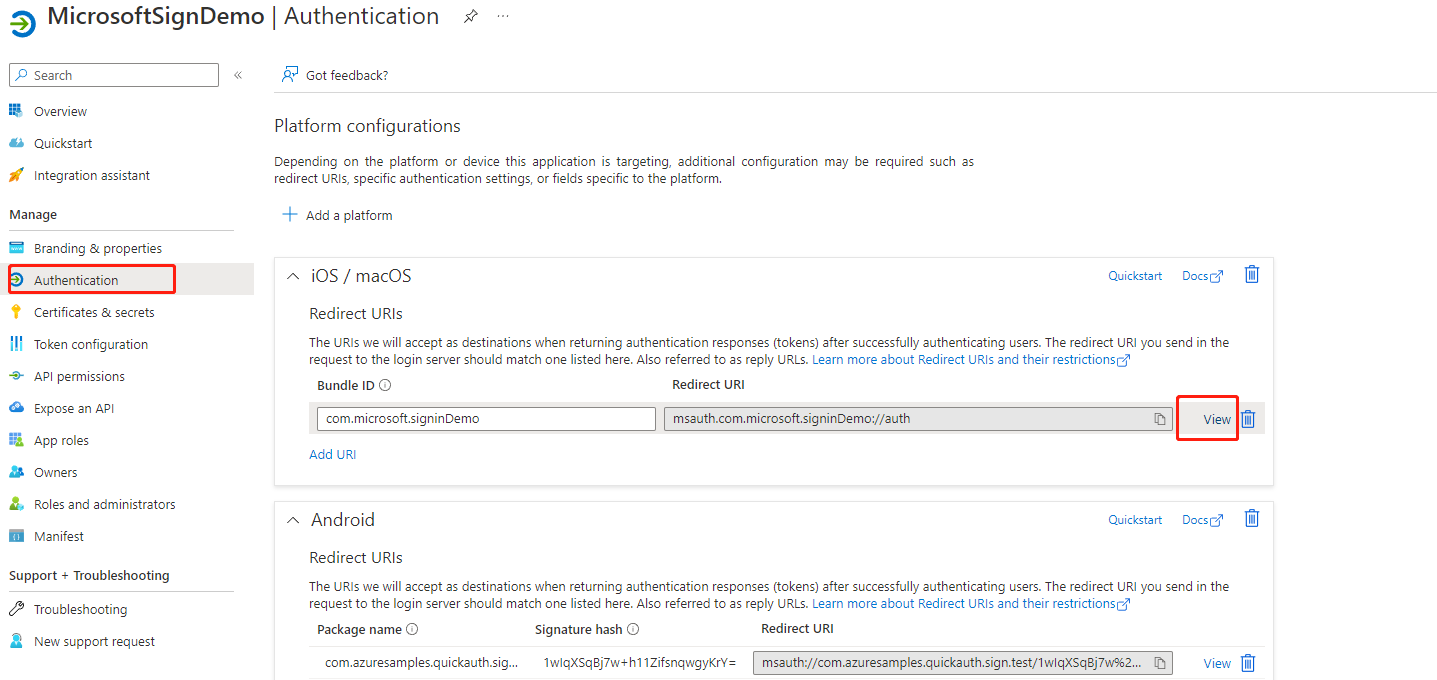 MicrosoftSignDemo | Authentication
Search
Got feedback?
Overview
Quickstart
Integration assistant
Manage
Branding & properties
Authentication
Certificates & secrets
Token configuration
API permissions
Expose an API
App roles
Owners
Roles and administrators
Manifest
Support + Troubleshooting
Troubleshooting
New support request
Platform configurations
Depending on the platform or device this application is targeting, additional configuration may be required such as
redirect URIs, specific authentication settings, or fields specific to the platform.
Add a platform
iOS / macOS
Quickstart
Docs
Redirect URIs
The URIs we will accept as destinations when returning authentication responses (tokens) after successfully authenticating users. The redirect URI you send in the
request to the login server should match one listed here. Also referred to as reply URLs. Learn more about Redirect URIs and their restrictions
Bundle ID
Redirect URI
com.microsoft.signinDemo
msauth.com.microsoft.signinDemo://auth
View
Add URI
Android
Quickstart
Docs
Redirect URIs
The URIs we will accept as destinations when returning authentication responses (tokens) after successfully authenticating users. The redirect URI you send in the
request to the login server should match one listed here. Also referred to as reply URLs. Learn more about Redirect URIs and their restrictions
Package name
Signature hash
Redirect URI
com.azuresamples.quickauth.sig...
1wIqXSqBj7w+h11ZifsnqwgyKrY=
msauth://com.azuresamples.quickauth.sign.test/1wIqXSqBj7w%2...
View